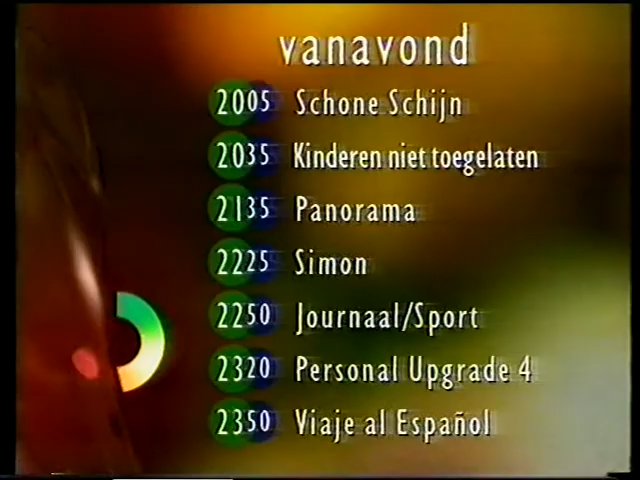 vanavond
2005 Schone Schijn
2035 Kinderen niet toegelaten
2135 Panorama
2225 Simon
2250 Journaal/Sport
2320 Personal Upgrade 4
2350 Viaje al Español